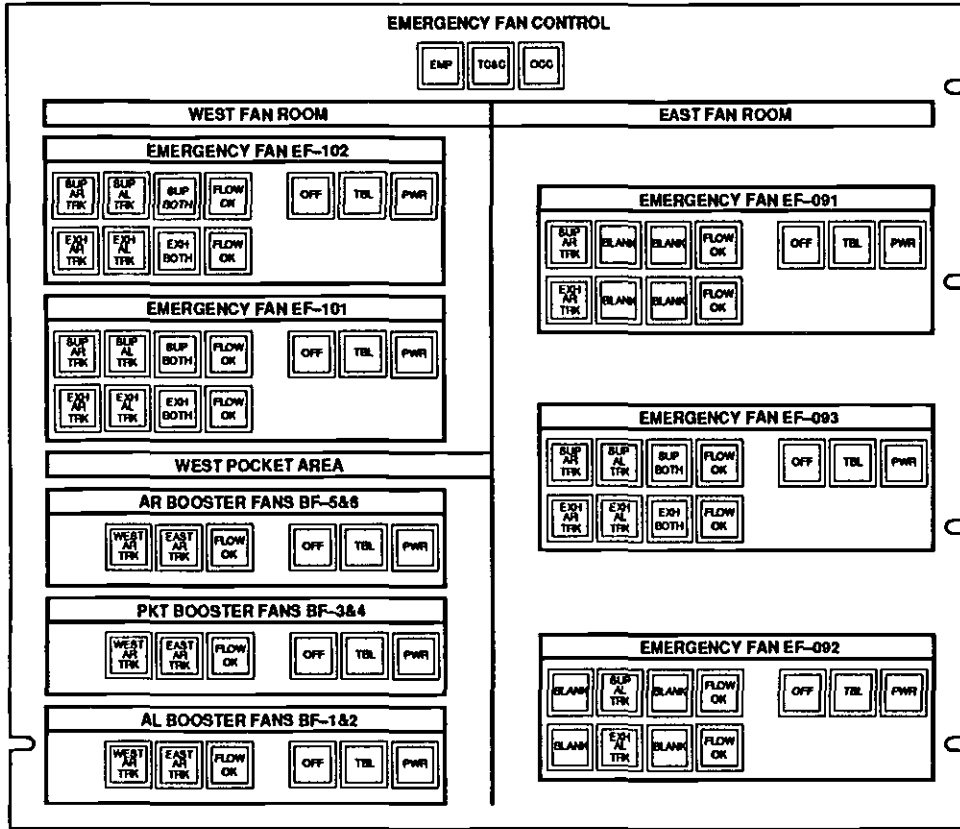 EMERGENCY FAN CONTROL
EMP TC&C OCC
WEST FAN ROOM
EMERGENCY FAN EF-102
SUP AR TRK SUP AL TRK SUP BOTH FLOW OK OFF TBL PWR
EXH AR TRK EXH AL TRK EXH BOTH FLOW OK
EMERGENCY FAN EF-101
SUP AR TRK SUP AL TRK SUP BOTH FLOW OK OFF TBL PWR
EXH AR TRK EXH AL TRK EXH BOTH FLOW OK
WEST POCKET AREA
AR BOOSTER FANS BF-5&6
WEST AR TRK EAST AR TRK FLOW OK OFF TBL PWR
PKT BOOSTER FANS BF-3&4
WEST AR TRK EAST AR TRK FLOW OK OFF TBL PWR
AL BOOSTER FANS BF-1&2
WEST AR TRK EAST AR TRK FLOW OK OFF TBL PWR
EAST FAN ROOM
EMERGENCY FAN EF-091
SUP AR TRK BLANK BLANK FLOW OK OFF TBL PWR
EXH AR TRK BLANK BLANK FLOW OK
EMERGENCY FAN EF-093
SUP AR TRK SUP AL TRK SUP BOTH FLOW OK OFF TBL PWR
EXH AR TRK EXH AL TRK EXH BOTH FLOW OK
EMERGENCY FAN EF-092
BLANK SUP AL TRK BLANK FLOW OK OFF TBL PWR
BLANK EXH AL TRK BLANK FLOW OK